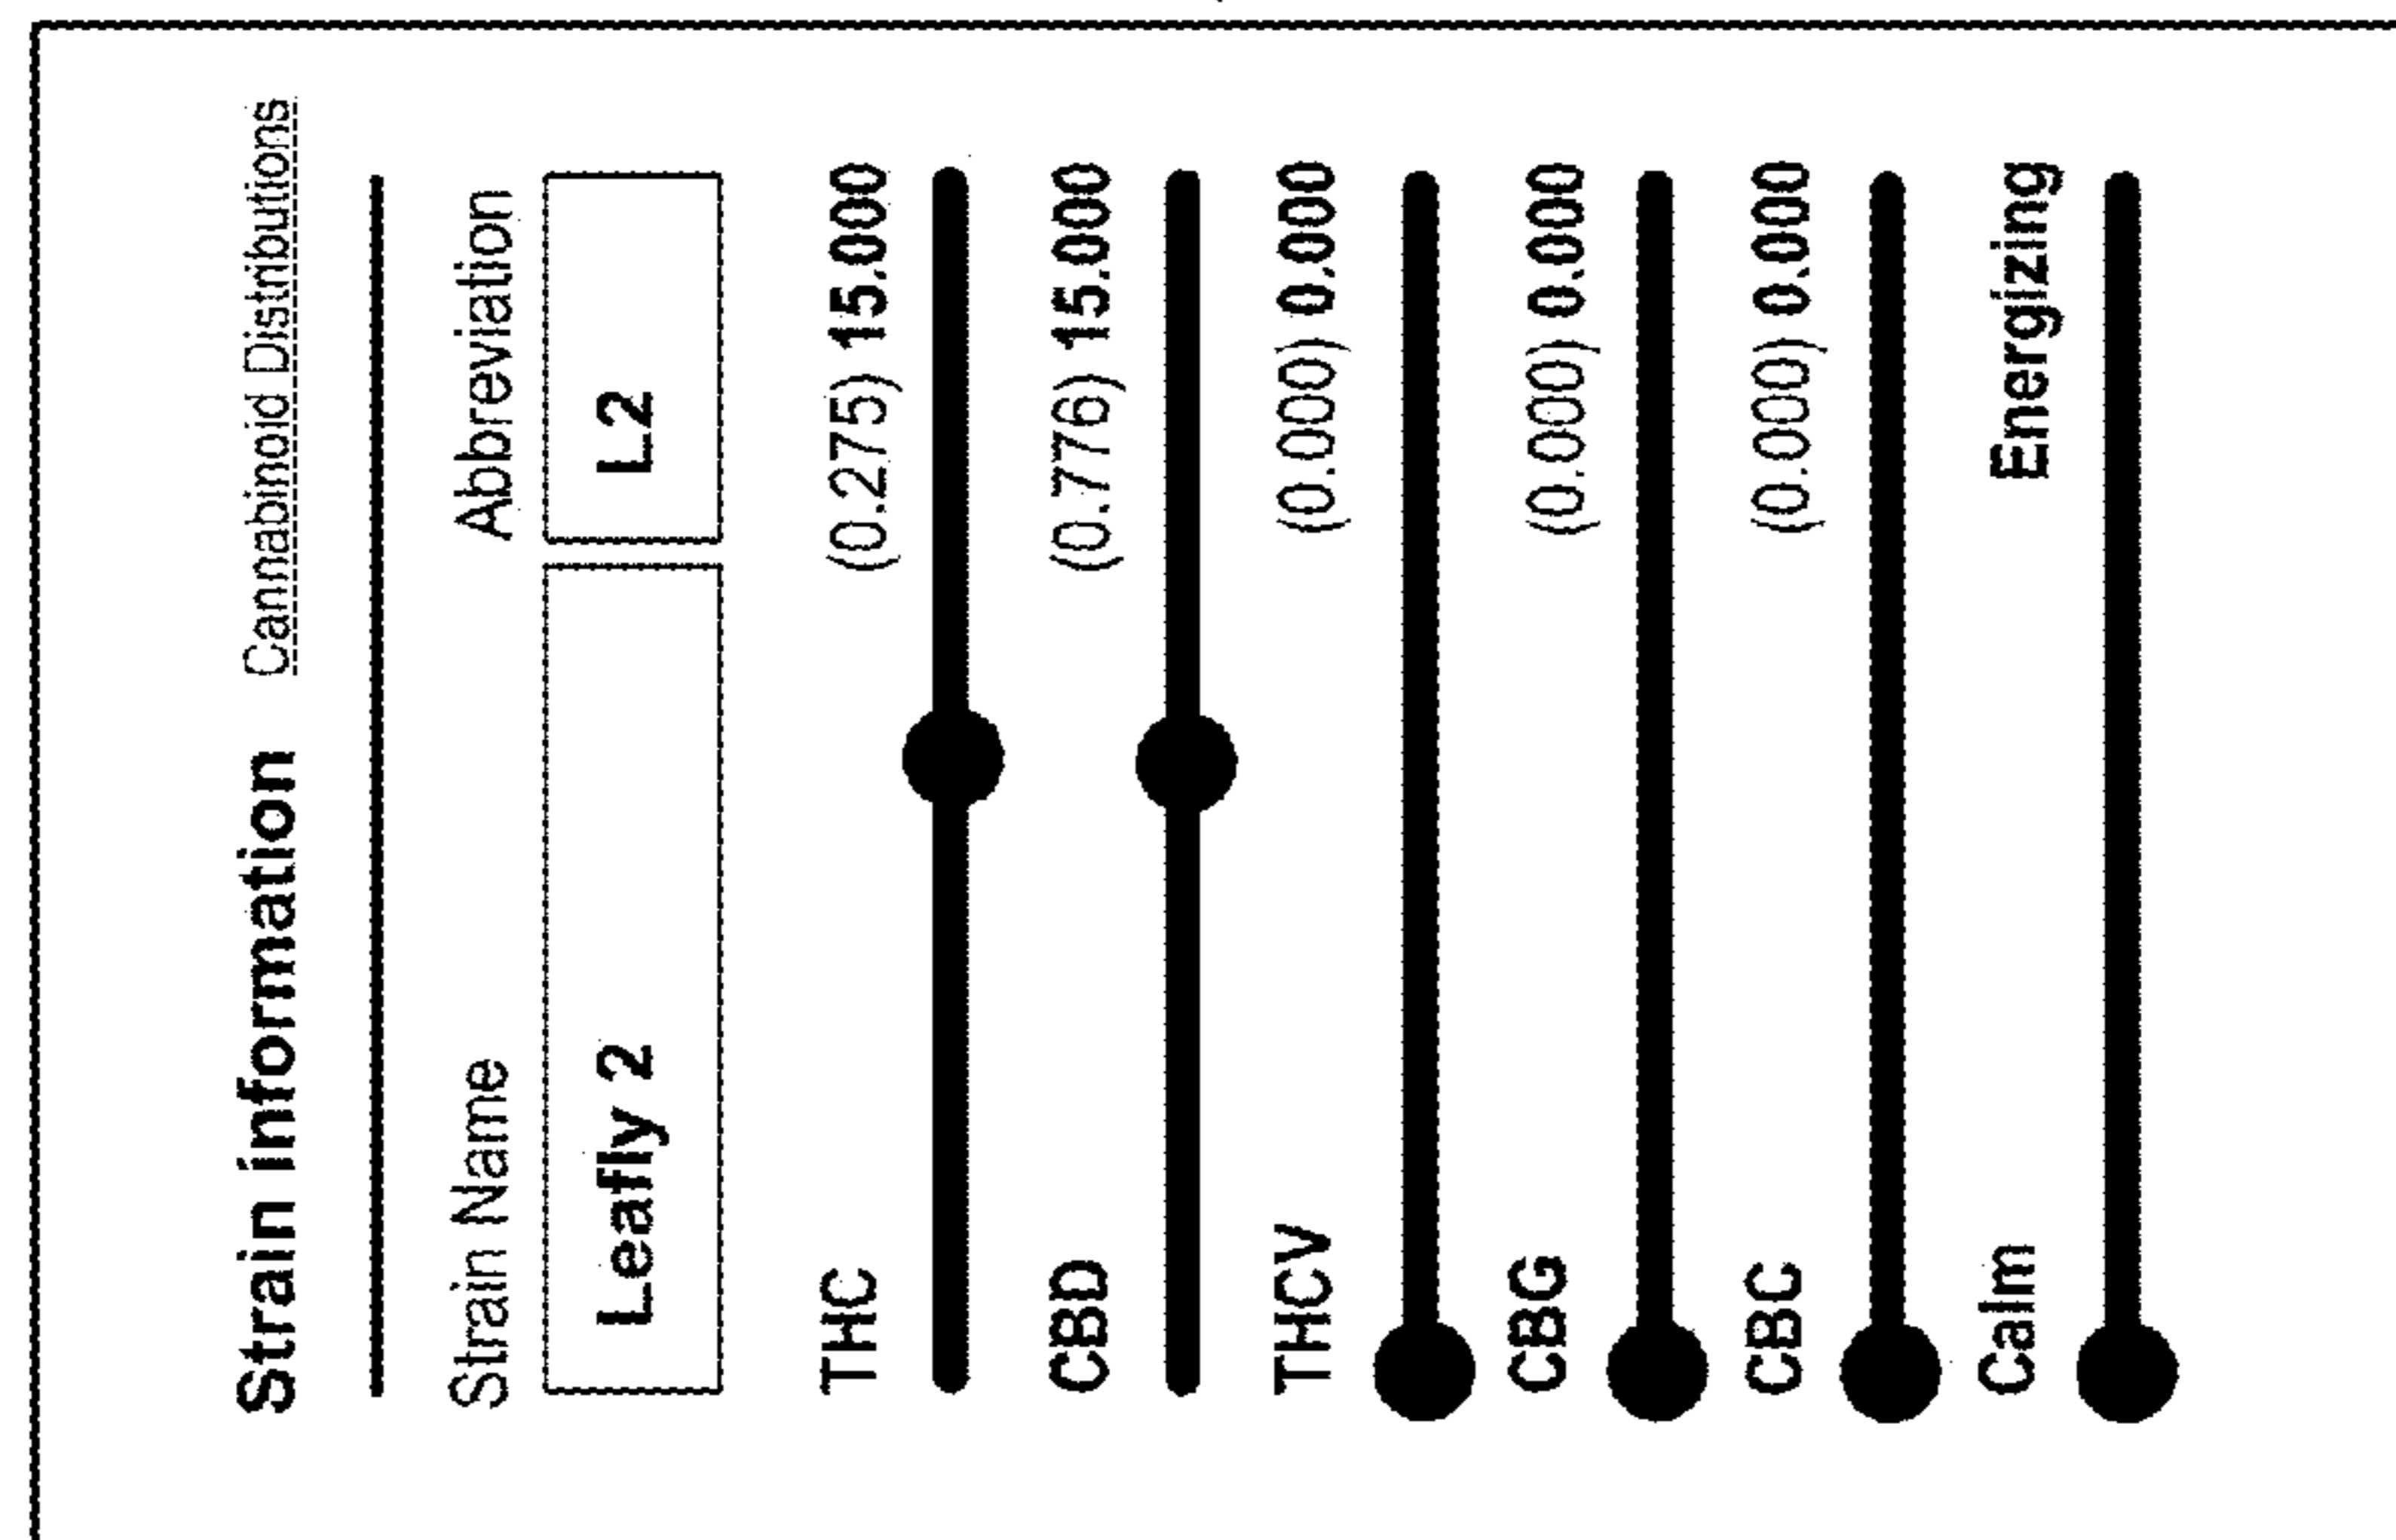 Strain information Cannabinoid Distributions
Strain Name Abbreviation
Leafly 2 L2
THC (0.275) 15.000
CBD (0.776) 15.000
THCV (0.000) 0.000
CBG (0.000) 0.000
CBC (0.000) 0.000
Calm Energizing